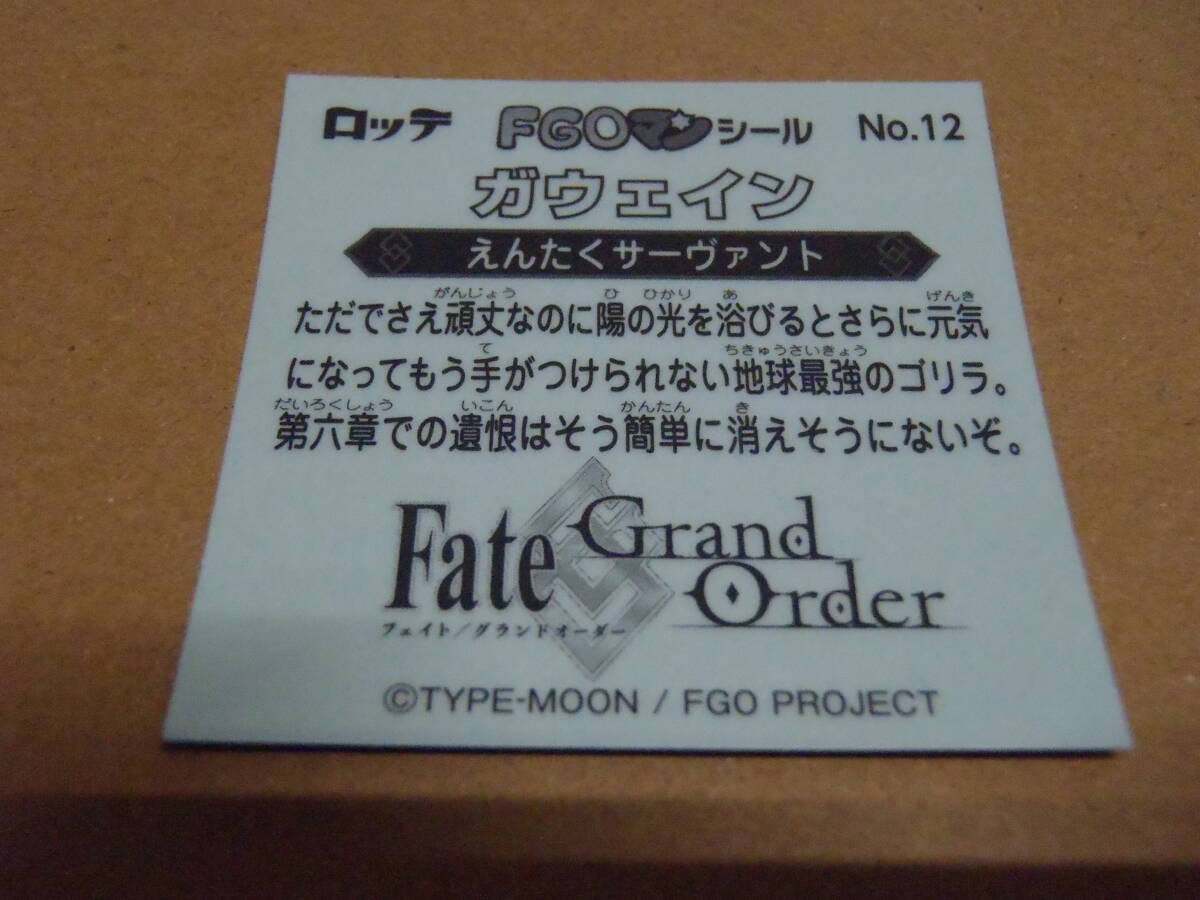 ロッテ FGOマンシール No.12
ガウェイン
えんたくサーヴァント
がんじょう ひ ひかり あ げんき
ただでさえ頑丈なのに陽の光を浴びるとさらに元気
て ちきゅうさいきょう
になってもう手がつけられない地球最強のゴリラ。
だいろくしょう いこん かんたん き
第六章での遺恨はそう簡単に消えそうにないぞ。
Fate Grand
Order
フェイト/グランドオーダー
©TYPE-MOON / FGO PROJECT